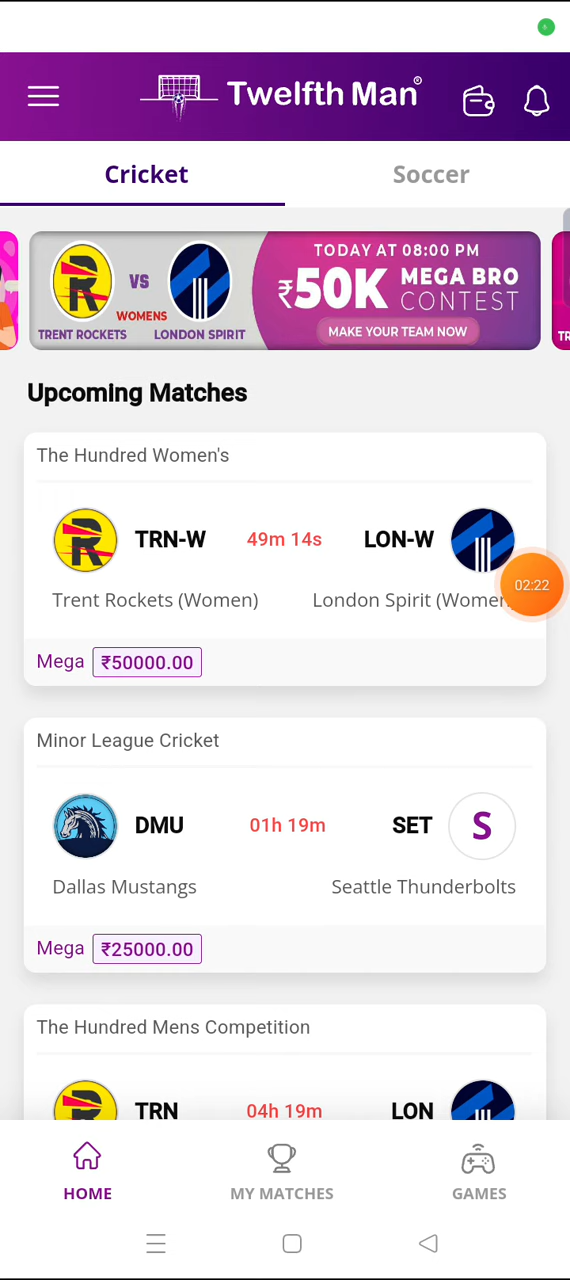 Twelfth Man
Cricket
Soccer
TODAY AT 08:00 PM
VS
₹50K MEGA BRO
CONTEST
WOMENS
TRENT ROCKETS
LONDON SPIRIT
MAKE YOUR TEAM NOW
Upcoming Matches
The Hundred Women's
TRN-W
49m 14s
LON-W
02:22
Trent Rockets (Women)
London Spirit (Women
Mega ₹50000.00
Minor League Cricket
DMU
01h 19m
SET
S
Dallas Mustangs
Seattle Thunderbolts
Mega ₹25000.00
The Hundred Mens Competition
TRN
04h 19m
LON
HOME
MY MATCHES
GAMES